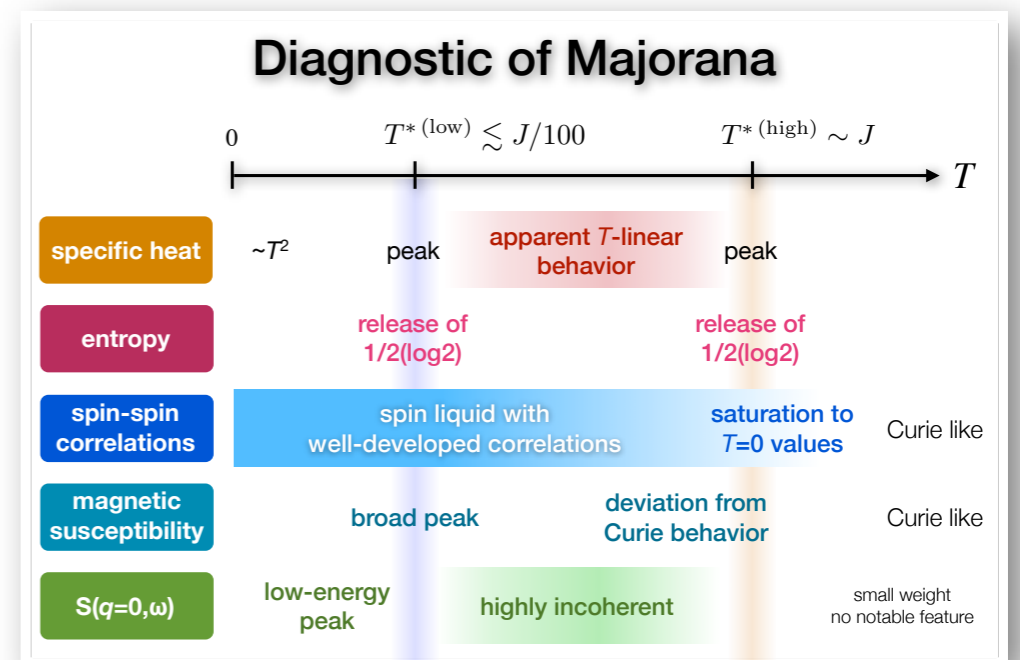 Diagnostic of Majorana
0
T* (low) ≲ J/100
T* (high) ∼ J
T
specific heat
~T²
peak
apparent T-linear
behavior
peak
entropy
release of
1/2(log2)
release of
1/2(log2)
spin-spin
correlations
spin liquid with
well-developed correlations
saturation to
T=0 values
Curie like
magnetic
susceptibility
broad peak
deviation from
Curie behavior
Curie like
S(q=0,ω)
low-energy
peak
highly incoherent
small weight
no notable feature